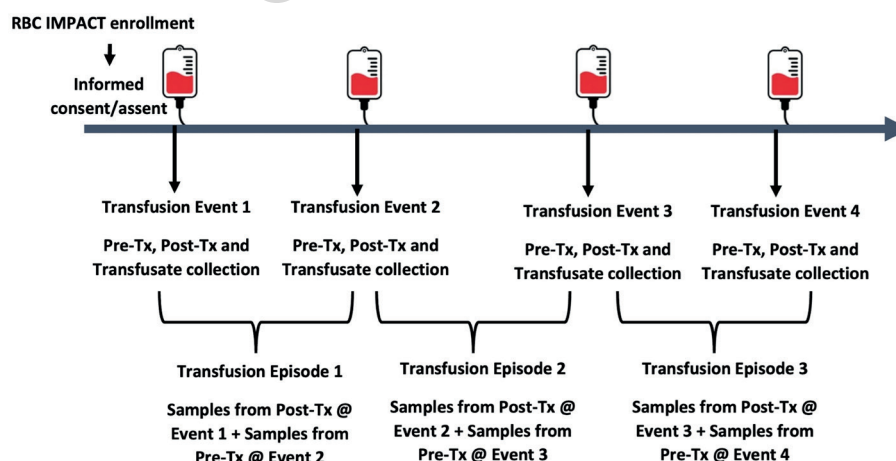 RBC IMPACT enrollment
Informed
consent/assent
Transfusion Event 1
Pre-Tx, Post-Tx and
Transfusate collection
Transfusion Event 2
Pre-Tx, Post-Tx and
Transfusate collection
Transfusion Event 3
Pre-Tx, Post-Tx and
Transfusate collection
Transfusion Event 4
Pre-Tx, Post-Tx and
Transfusate collection
Transfusion Episode 1
Samples from Post-Tx @
Event 1 + Samples from
Pre-Tx @ Event 2
Transfusion Episode 2
Samples from Post-Tx @
Event 2 + Samples from
Pre-Tx @ Event 3
Transfusion Episode 3
Samples from Post-Tx @
Event 3 + Samples from
Pre-Tx @ Event 4